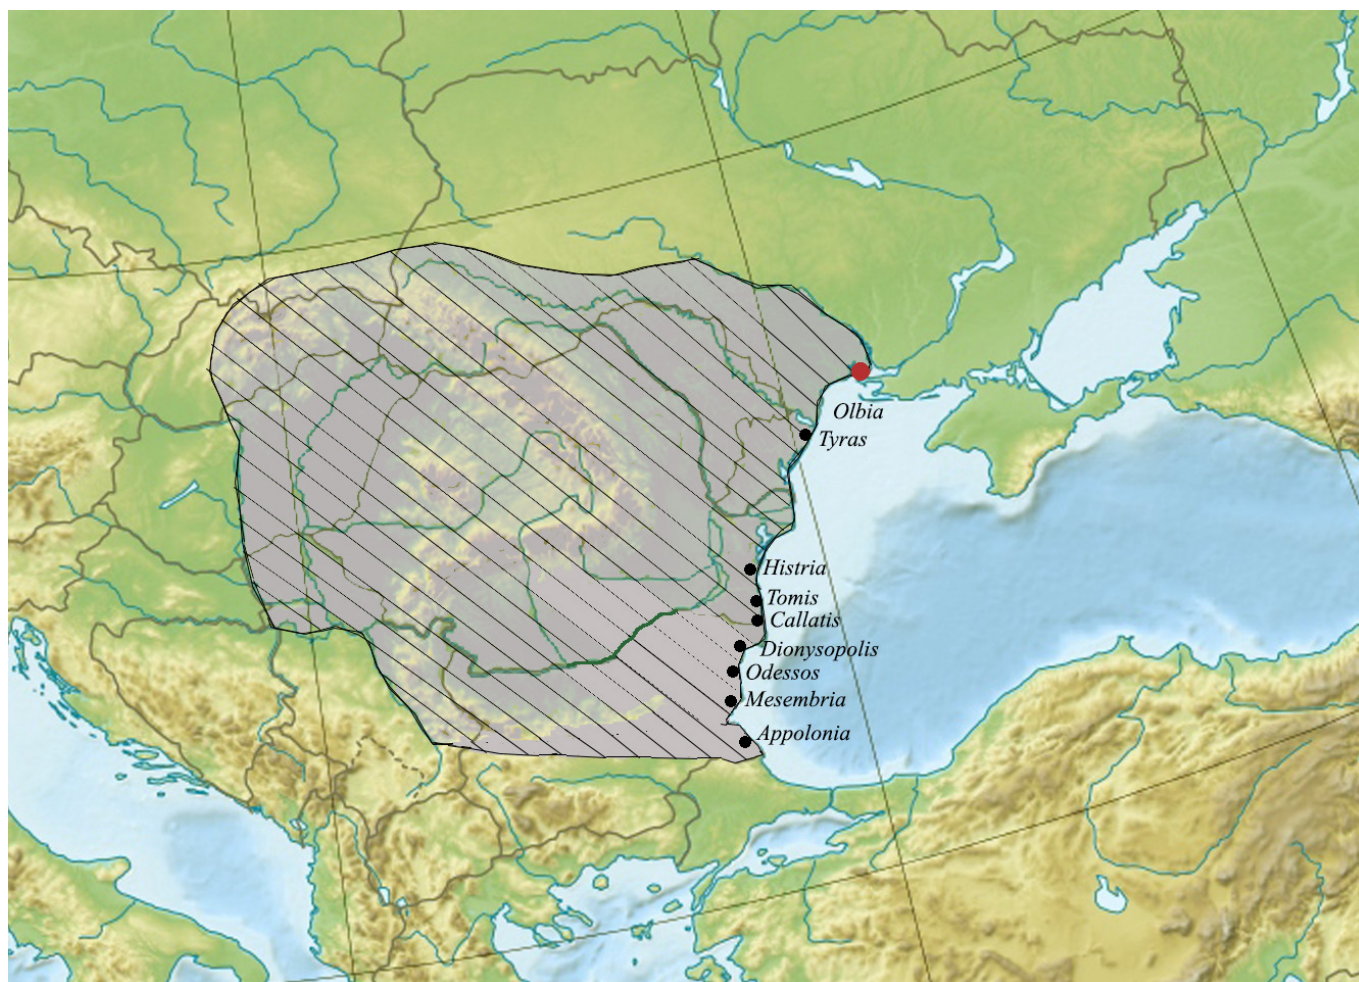 Olbia
Tyras
Histria
Tomis
Callatis
Dionysopolis
Odessos
Mesembria
Appolonia